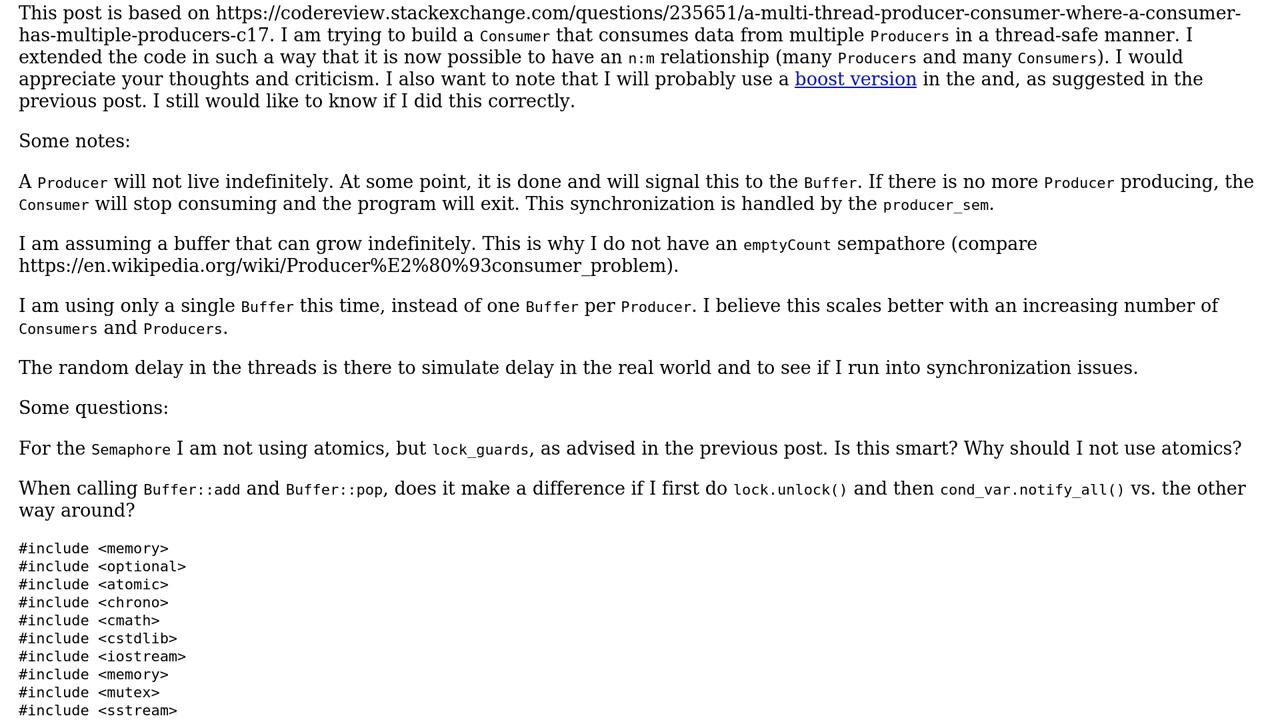 This post is based on https://codereview.stackexchange.com/questions/235651/a-multi-thread-producer-consumer-where-a-consumer-
has-multiple-producers-c17. I am trying to build a Consumer that consumes data from multiple Producers in a thread-safe manner. I
extended the code in such a way that it is now possible to have an n:m relationship (many Producers and many Consumers). I would
appreciate your thoughts and criticism. I also want to note that I will probably use a boost version in the and, as suggested in the
previous post. I still would like to know if I did this correctly.
Some notes:
A Producer will not live indefinitely. At some point, it is done and will signal this to the Buffer. If there is no more Producer producing, the
Consumer will stop consuming and the program will exit. This synchronization is handled by the producer_sem.
I am assuming a buffer that can grow indefinitely. This is why I do not have an emptyCount sempathore (compare
https://en.wikipedia.org/wiki/Producer%E2%80%93consumer_problem).
I am using only a single Buffer this time, instead of one Buffer per Producer. I believe this scales better with an increasing number of
Consumers and Producers.
The random delay in the threads is there to simulate delay in the real world and to see if I run into synchronization issues.
Some questions:
For the Semaphore I am not using atomics, but lock_guards, as advised in the previous post. Is this smart? Why should I not use atomics?
When calling Buffer::add and Buffer::pop, does it make a difference if I first do lock.unlock() and then cond_var.notify_all() vs. the other
way around?
#include <memory>
#include <optional>
#include <atomic>
#include <chrono>
#include <cmath>
#include <cstdlib>
#include <iostream>
#include <memory>
#include <mutex>
#include <sstream>